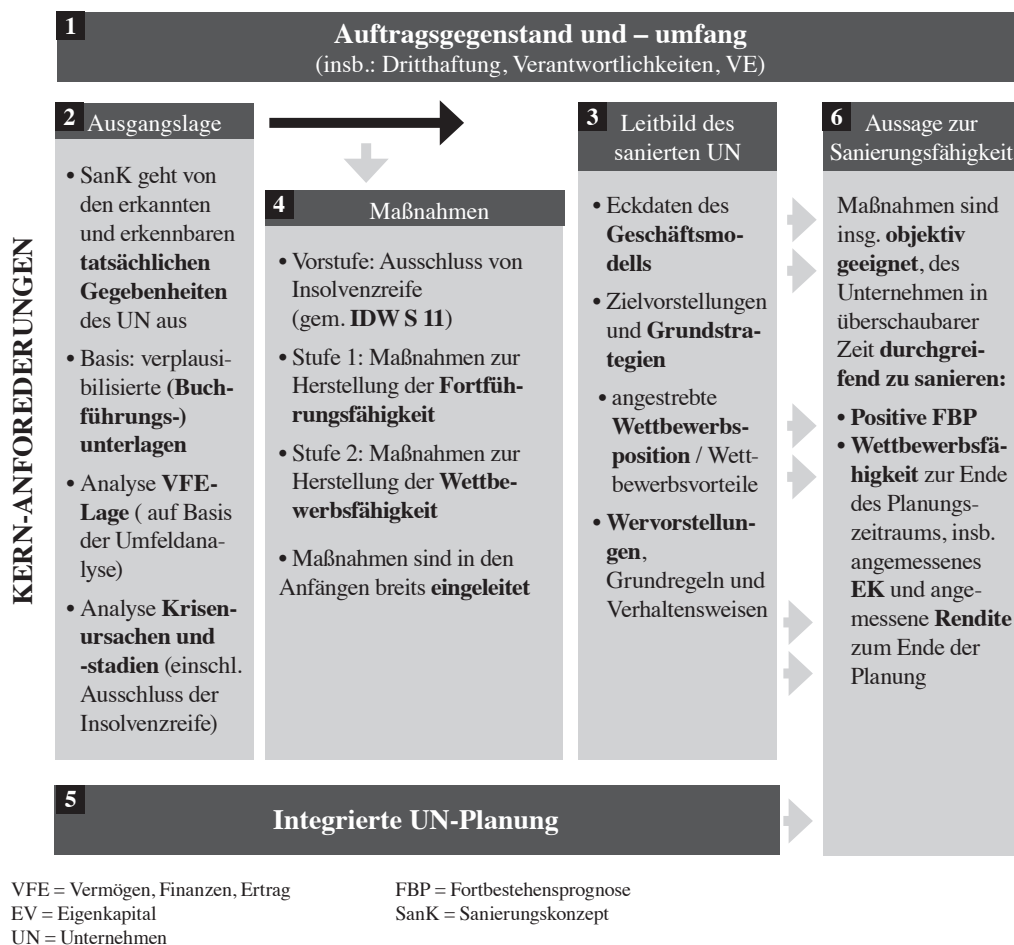 KERN-ANFOREDERUNGEN
1
Auftragsgegenstand und – umfang
(insb.: Dritthaftung, Verantwortlichkeiten, VE)
2
Ausgangslage
• SanK geht von
den erkannten
und erkennbaren
tatsächlichen
Gegebenheiten
des UN aus
• Basis: verplausi-
bilisierte (Buch-
führungs-)
unterlagen
• Analyse VFE-
Lage ( auf Basis
der Umfeldana-
lyse)
• Analyse Krisen-
ursachen und
-stadien (einschl.
Ausschluss der
Insolvenzreife)
4
Maßnahmen
• Vorstufe: Ausschluss von
Insolvenzreife
(gem. IDW S 11)
• Stufe 1: Maßnahmen zur
Herstellung der Fortfüh-
rungsfähigkeit
• Stufe 2: Maßnahmen zur
Herstellung der Wettbe-
werbsfähigkeit
• Maßnahmen sind in den
Anfängen breits eingeleitet
3
Leitbild des
sanierten UN
• Eckdaten des
Geschäftsmo-
dells
• Zielvorstellungen
und Grundstra-
tegien
• angestrebte
Wettbewerbs-
position / Wett-
bewerbsvorteile
• Wervorstellun-
gen,
Grundregeln und
Verhaltensweisen
6
Aussage zur
Sanierungsfähigkeit
Maßnahmen sind
insg. objektiv
geeignet, des
Unternehmen in
überschaubarer
Zeit durchgrei-
fend zu sanieren:
• Positive FBP
• Wettbewerbsfä-
higkeit zur Ende
des Planungs-
zeitraums, insb.
angemessenes
EK und ange-
messene Rendite
zum Ende der
Planung
5
Integrierte UN-Planung
VFE = Vermögen, Finanzen, Ertrag
EV = Eigenkapital
UN = Unternehmen
FBP = Fortbestehensprognose
SanK = Sanierungskonzept